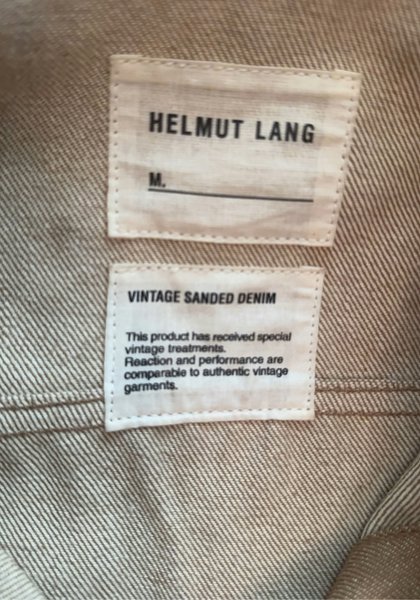 HELMUT LANG
M.
VINTAGE SANDED DENIM
This product has received special
vintage treatments.
Reaction and performance are
comparable to authentic vintage
garments.